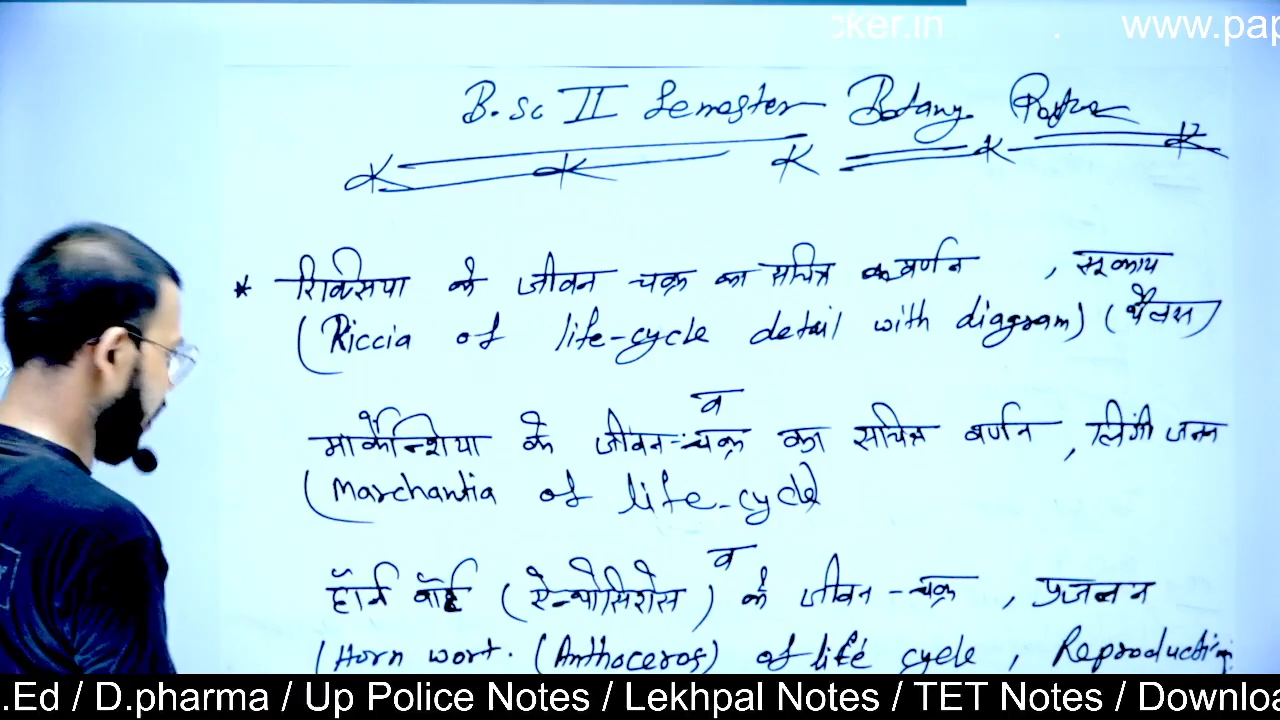 cker.in . www.pap
B.Sc II Semester Botany
* रिक्सिया के जीवन चक्र का सचित्र वर्णन , सूकाय
(Riccia of life-cycle detail with diagram) (थैलस)
व
मार्केन्शिया के जीवन-चक्र का सचित्र वर्णन , लिंगी जनन
(Marchantia of life-cycle)
व
हॉर्न वॉर्ट (ऐन्थोसिरोस) के जीवन-चक्र , प्रजनन
(Horn wort. (Anthoceros) of life cycle , Reproduction
.Ed / D.pharma / Up Police Notes / Lekhpal Notes / TET Notes / Downloa